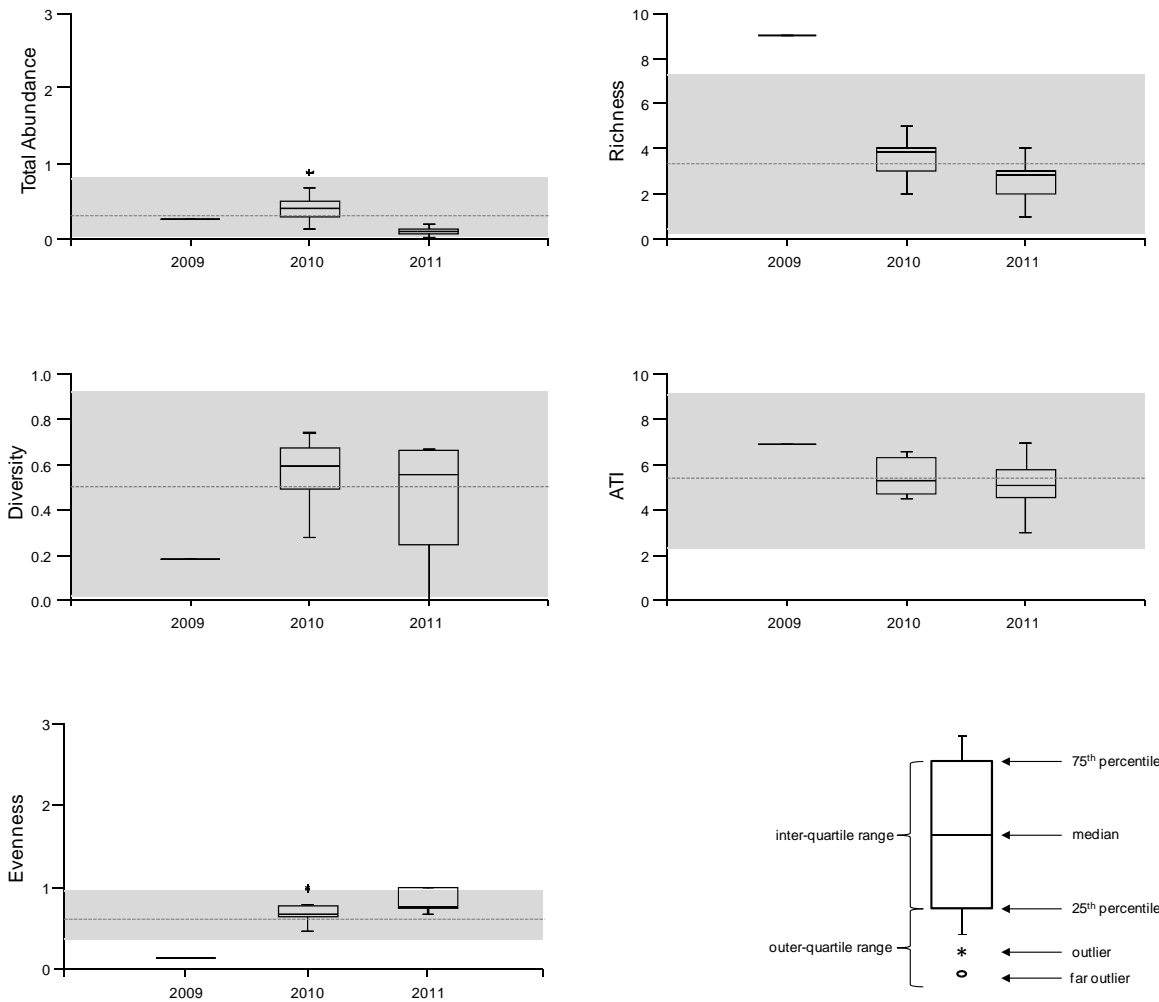 Total Abundance
3
2
1
0
2009 2010 2011
Richness
10
8
6
4
2
0
2009 2010 2011
Diversity
1.0
0.8
0.6
0.4
0.2
0.0
2009 2010 2011
ATI
10
8
6
4
2
0
2009 2010 2011
Evenness
3
2
1
0
2009 2010 2011
75th percentile
inter-quartile range
median
25th percentile
outer-quartile range
outlier
far outlier